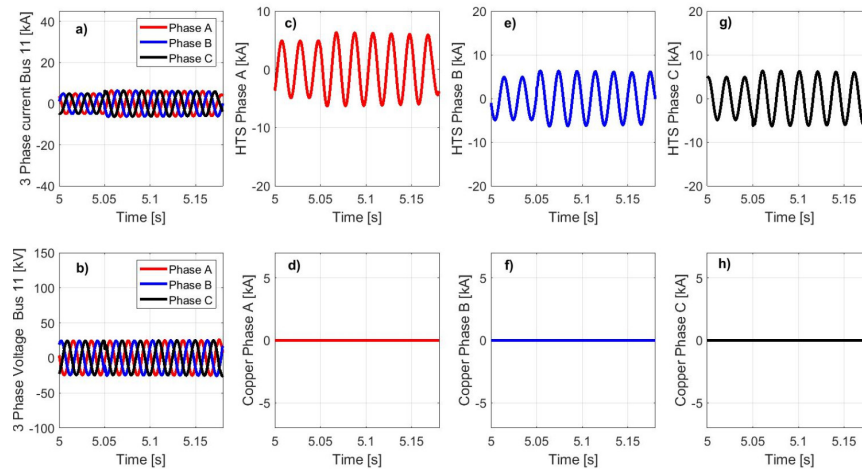 a)
Phase A
Phase B
Phase C
3 Phase current Bus 11 [kA]
40
20
0
-20
-40
5 5.05 5.1 5.15
Time [s]
c)
HTS Phase A [kA]
10
0
-10
-20
5 5.05 5.1 5.15
Time [s]
e)
HTS Phase B [kA]
20
10
0
-10
-20
5 5.05 5.1 5.15
Time [s]
g)
HTS Phase C [kA]
20
10
0
-10
-20
5 5.05 5.1 5.15
Time [s]
b)
Phase A
Phase B
Phase C
3 Phase Voltage Bus 11 [kV]
150
100
50
0
-50
-100
5 5.05 5.1 5.15
Time [s]
d)
Copper Phase A [kA]
5
0
-5
5 5.05 5.1 5.15
Time [s]
f)
Copper Phase B [kA]
5
0
-5
5 5.05 5.1 5.15
Time [s]
h)
Copper Phase C [kA]
5
0
-5
5 5.05 5.1 5.15
Time [s]